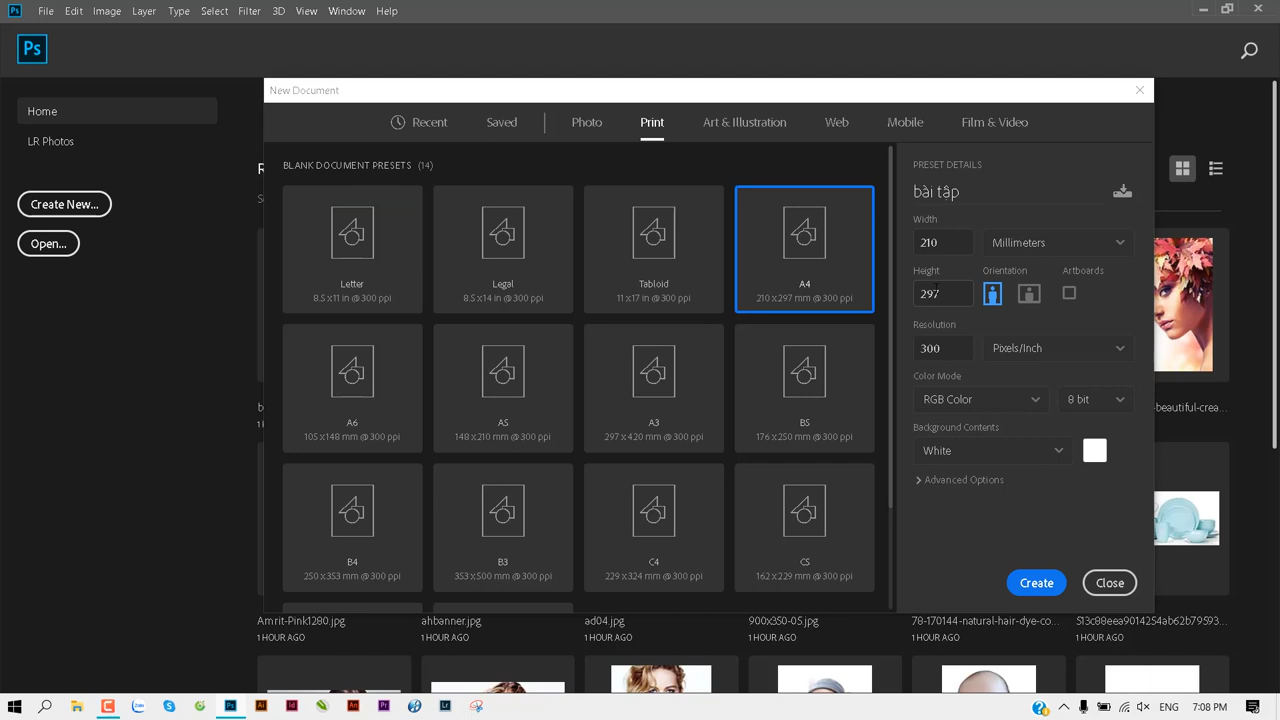 Ps File Edit Image Layer Type Select Filter 3D View Window Help
Ps
New Document
Home
LR Photos
Create New...
Open...
Recent Saved Photo Print Art & Illustration Web Mobile Film & Video
BLANK DOCUMENT PRESETS (14)
Letter
8.5 x 11 in @ 300 ppi
Legal
8.5 x 14 in @ 300 ppi
Tabloid
11 x 17 in @ 300 ppi
A4
210 x 297 mm @ 300 ppi
A6
105 x 148 mm @ 300 ppi
A5
148 x 210 mm @ 300 ppi
A3
297 x 420 mm @ 300 ppi
B5
176 x 250 mm @ 300 ppi
B4
250 x 353 mm @ 300 ppi
B3
353 x 500 mm @ 300 ppi
C4
229 x 324 mm @ 300 ppi
C5
162 x 229 mm @ 300 ppi
PRESET DETAILS
bài tập
Width
210 Millimeters
Height Orientation Artboards
297
Resolution
300 Pixels/Inch
Color Mode
RGB Color 8 bit
Background Contents
White
Advanced Options
Create Close
-beautiful-crea...
Amrit-Pink1280.jpg
1 HOUR AGO
ahbanner.jpg
1 HOUR AGO
ad04.jpg
1 HOUR AGO
900x350-05.jpg
1 HOUR AGO
78-170144-natural-hair-dye-co...
1 HOUR AGO
513c88eea9014254ab62b79593...
1 HOUR AGO
Zalo Ps Ai Id An Pr Lr
ENG 7:08 PM